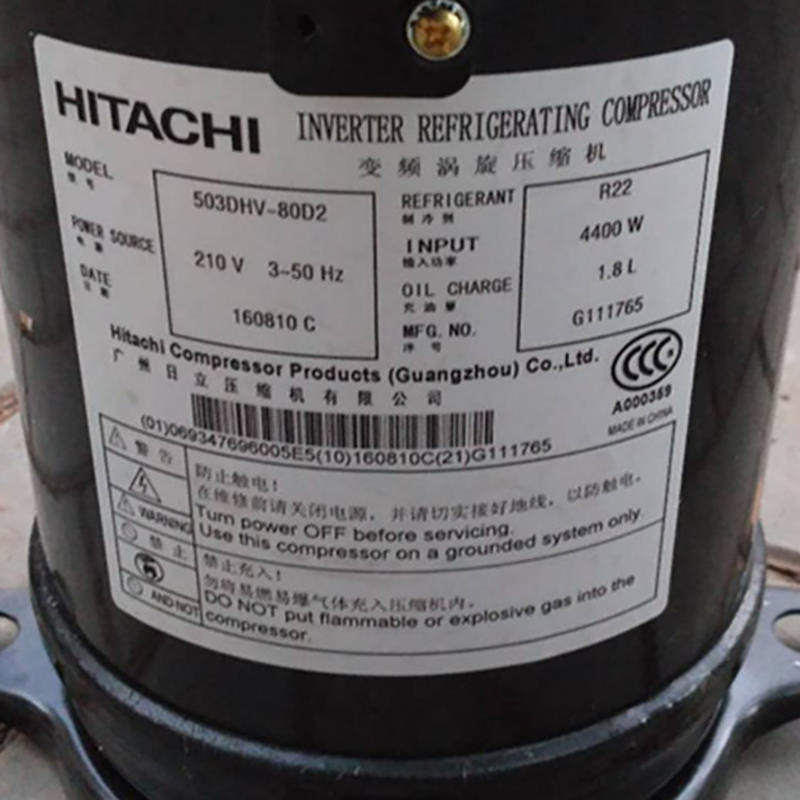 HITACHI INVERTER REFRIGERATING COMPRESSOR
变频涡旋压缩机
MODEL 503DHV-80D2
型号
POWER SOURCE 210 V 3~50 Hz
电源
DATE 160810 C
日期
REFRIGERANT R22
制冷剂
INPUT 4400 W
输入功率
OIL CHARGE 1.8 L
充油量
MFG. NO. G111765
序号
Hitachi Compressor Products (Guangzhou) Co.,Ltd.
广州日立压缩机有限公司
A000359
MADE IN CHINA
(01)069347696005E5(10)160810C(21)G111765
警告
WARNING
防止触电!
在维修前请关闭电源，并请切实接好地线，以防触电.
Turn power OFF before servicing.
Use this compressor on a grounded system only
禁止
AND NOT
禁止充入!
勿将易燃易爆气体充入压缩机内.
DO NOT put flammable or explosive gas into the
compressor.